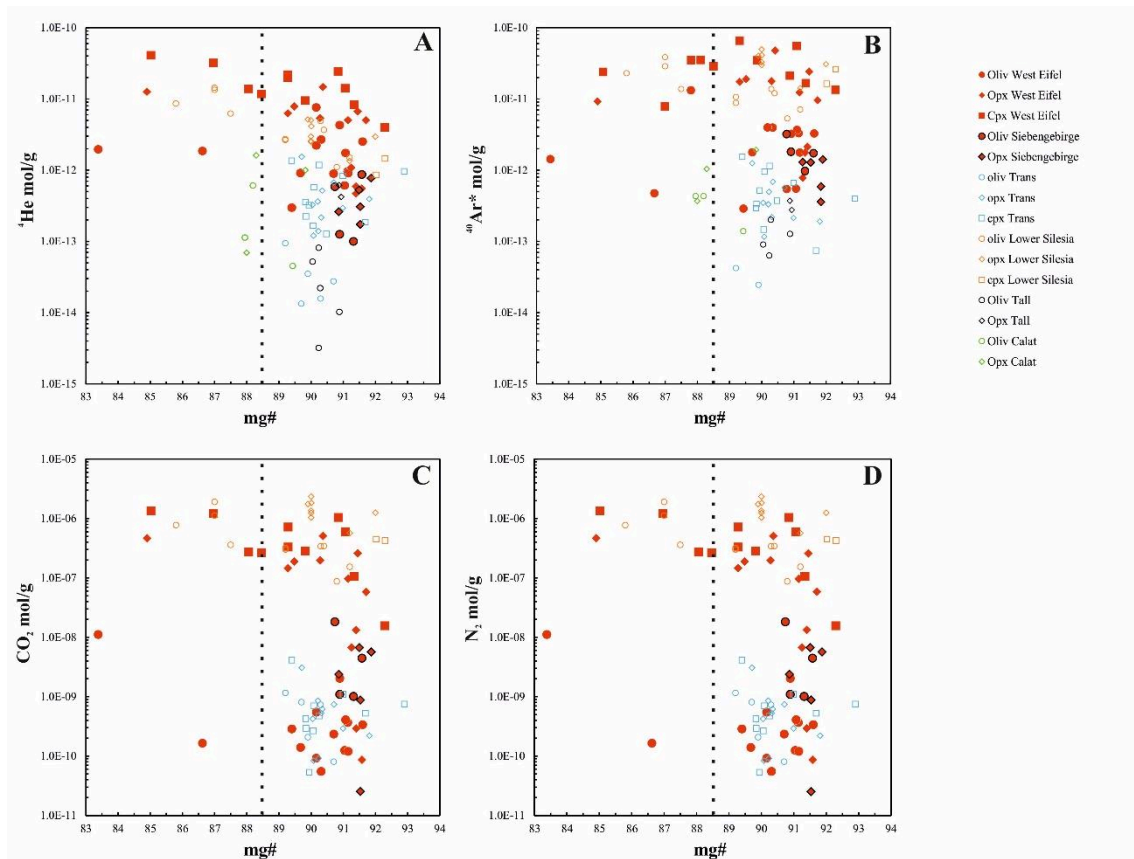 A
1.0E-10
1.0E-11
1.0E-12
1.0E-13
1.0E-14
1.0E-15
⁴He mol/g
83 84 85 86 87 88 89 90 91 92 93 94
mg#
B
1.0E-09
1.0E-10
1.0E-11
1.0E-12
1.0E-13
1.0E-14
1.0E-15
⁴⁰Ar* mol/g
83 84 85 86 87 88 89 90 91 92 93 94
mg#
Oliv West Eifel
Opx West Eifel
Cpx West Eifel
Oliv Siebengebirge
Opx Siebengebirge
oliv Trans
opx Trans
cpx Trans
oliv Lower Silesia
opx Lower Silesia
cpx Lower Silesia
Oliv Tall
Opx Tall
Oliv Calat
Opx Calat
C
1.0E-05
1.0E-06
1.0E-07
1.0E-08
1.0E-09
1.0E-10
1.0E-11
CO₂ mol/g
83 84 85 86 87 88 89 90 91 92 93 94
mg#
D
1.0E-05
1.0E-06
1.0E-07
1.0E-08
1.0E-09
1.0E-10
1.0E-11
N₂ mol/g
83 84 85 86 87 88 89 90 91 92 93 94
mg#